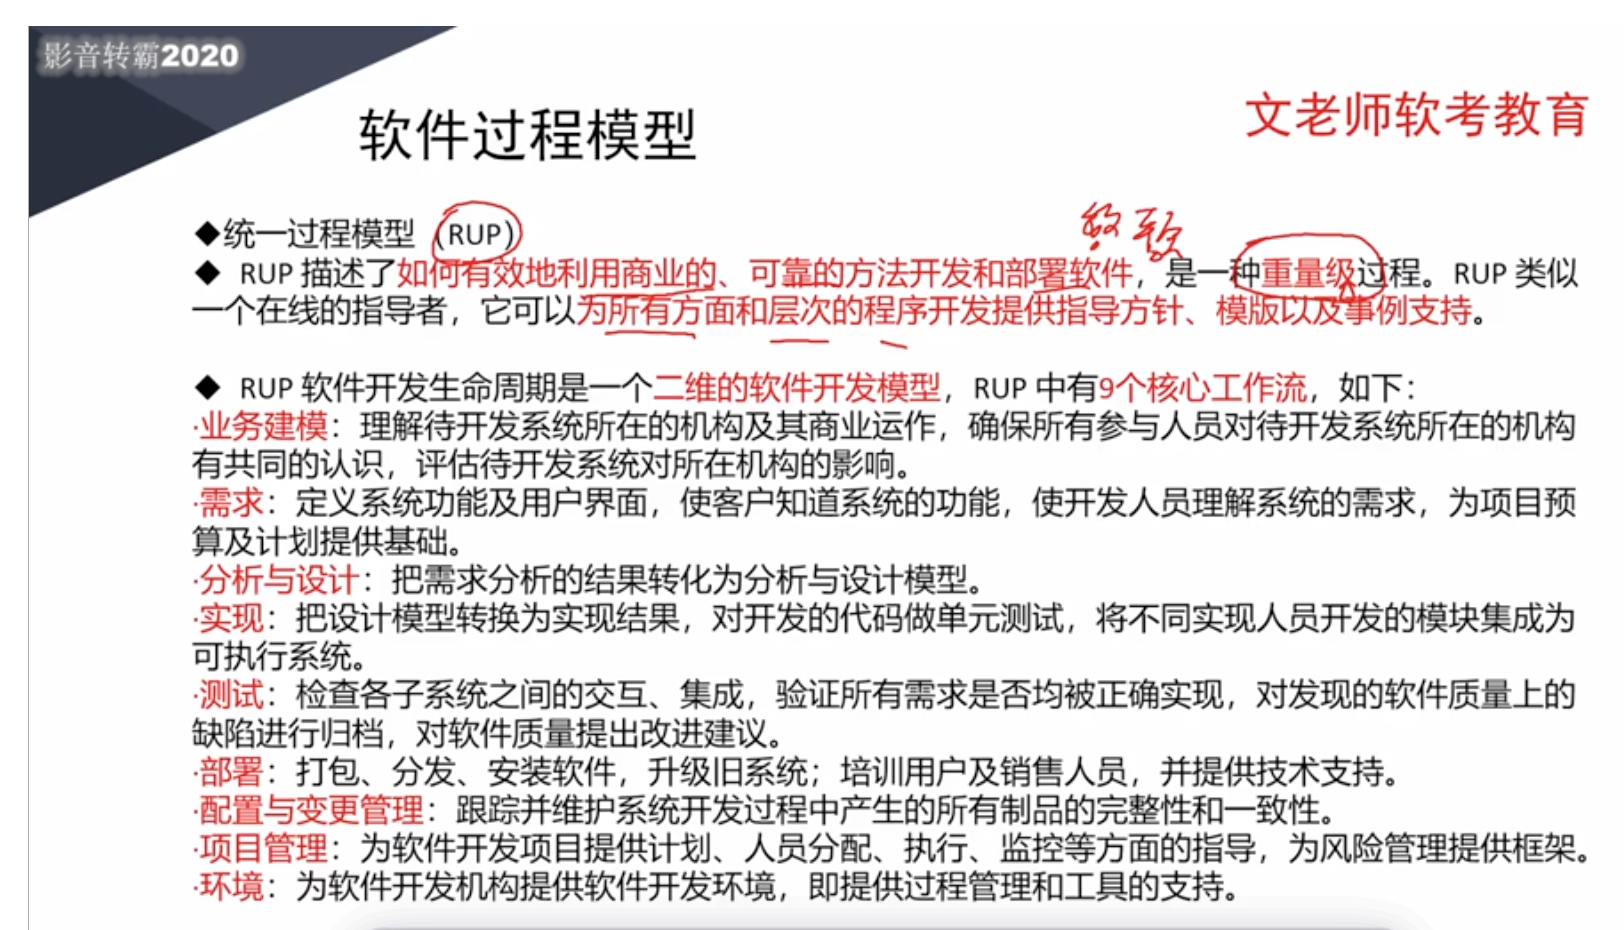 影音转霸2020
文老师软考教育
软件过程模型
◆统一过程模型（RUP）
◆ RUP 描述了如何有效地利用商业的、可靠的方法开发和部署软件，是一种重量级过程。RUP 类似
一个在线的指导者，它可以为所有方面和层次的程序开发提供指导方针、模版以及事例支持。
◆ RUP 软件开发生命周期是一个二维的软件开发模型，RUP 中有9个核心工作流，如下：
·业务建模：理解待开发系统所在的机构及其商业运作，确保所有参与人员对待开发系统所在的机构
有共同的认识，评估待开发系统对所在机构的影响。
·需求：定义系统功能及用户界面，使客户知道系统的功能，使开发人员理解系统的需求，为项目预
算及计划提供基础。
·分析与设计：把需求分析的结果转化为分析与设计模型。
·实现：把设计模型转换为实现结果，对开发的代码做单元测试，将不同实现人员开发的模块集成为
可执行系统。
·测试：检查各子系统之间的交互、集成，验证所有需求是否均被正确实现，对发现的软件质量上的
缺陷进行归档，对软件质量提出改进建议。
·部署：打包、分发、安装软件，升级旧系统；培训用户及销售人员，并提供技术支持。
·配置与变更管理：跟踪并维护系统开发过程中产生的所有制品的完整性和一致性。
·项目管理：为软件开发项目提供计划、人员分配、执行、监控等方面的指导，为风险管理提供框架。
·环境：为软件开发机构提供软件开发环境，即提供过程管理和工具的支持。